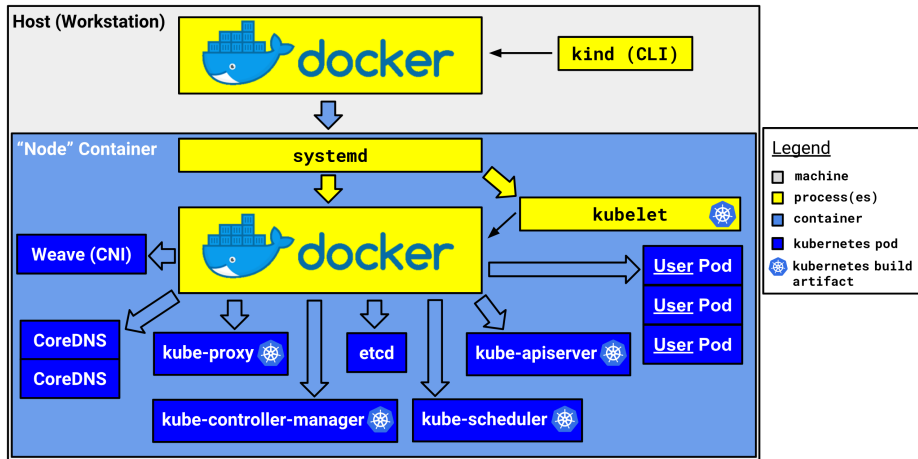 Host (Workstation)
docker
kind (CLI)
“Node” Container
systemd
kubelet
docker
Weave (CNI)
User Pod
User Pod
User Pod
CoreDNS
CoreDNS
kube-proxy
etcd
kube-apiserver
kube-controller-manager
kube-scheduler
Legend
machine
process(es)
container
kubernetes pod
kubernetes build
artifact